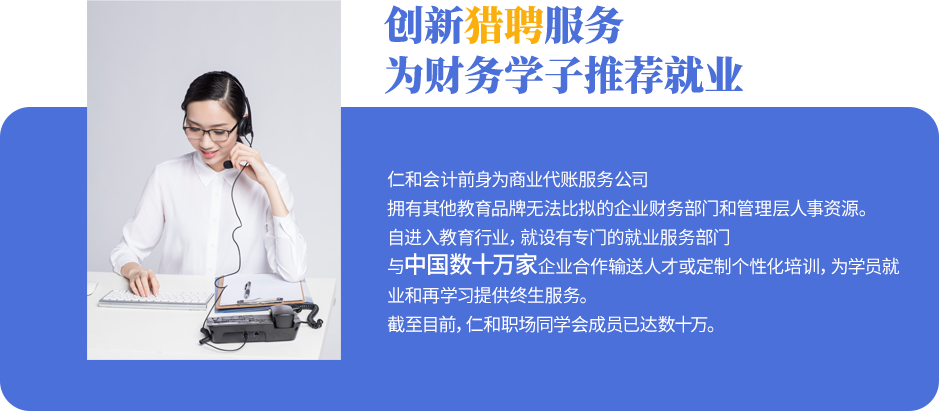 创新猎聘服务
为财务学子推荐就业
仁和会计前身为商业代账服务公司
拥有其他教育品牌无法比拟的企业财务部门和管理层人事资源。
自进入教育行业，就设有专门的就业服务部门
与中国数十万家企业合作输送人才或定制个性化培训，为学员就
业和再学习提供终生服务。
截至目前，仁和职场同学会成员已达数十万。